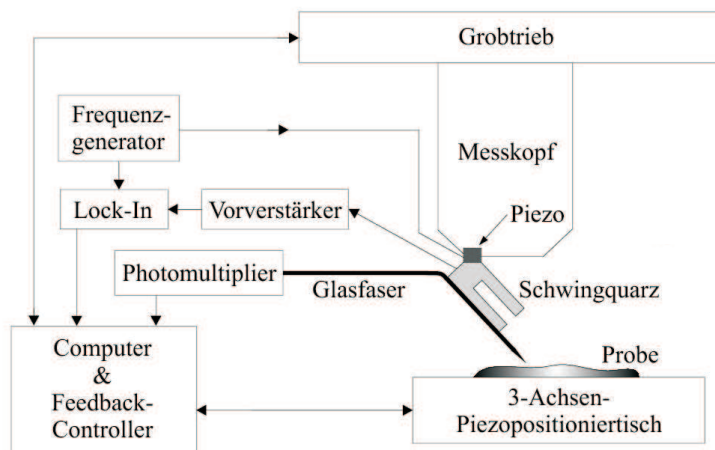 Grobtrieb
Frequenz-
generator
Messkopf
Lock-In
Vorverstärker
Piezo
Photomultiplier
Glasfaser
Schwingquarz
Computer
&
Feedback-
Controller
Probe
3-Achsen-
Piezopositioniertisch